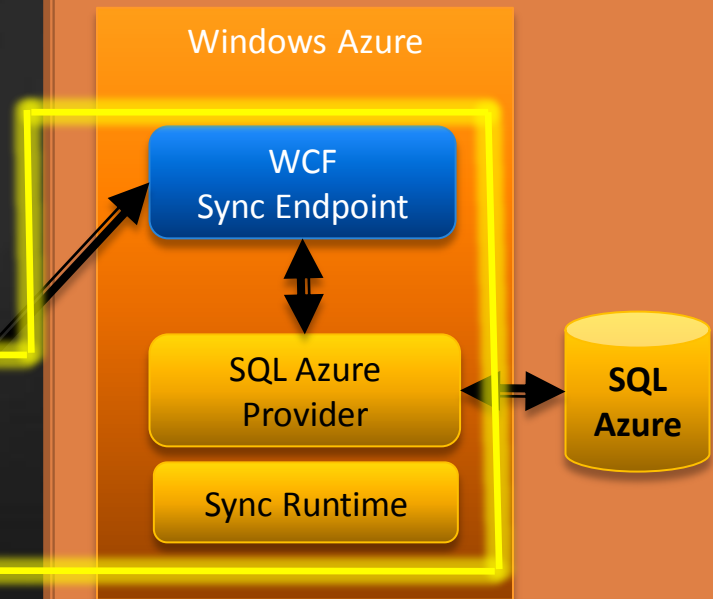 Windows Azure
WCF
Sync Endpoint
SQL Azure
Provider
SQL
Azure
Sync Runtime